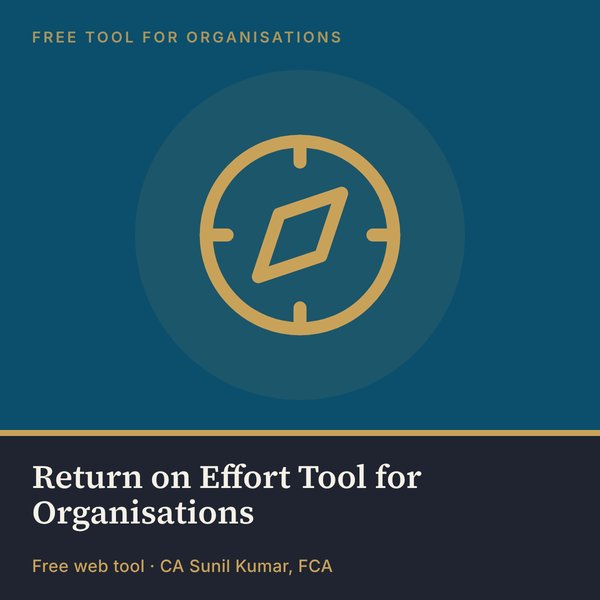 FREE TOOL FOR ORGANISATIONS
Return on Effort Tool for
Organisations
Free web tool · CA Sunil Kumar, FCA